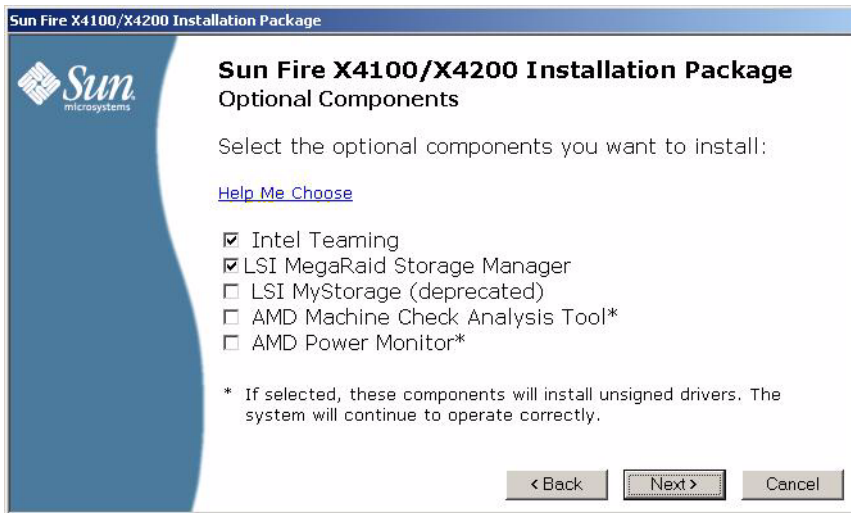 Sun Fire X4100/X4200 Installation Package
Sun
microsystems
Sun Fire X4100/X4200 Installation Package
Optional Components
Select the optional components you want to install:
Help Me Choose
Intel Teaming
LSI MegaRaid Storage Manager
LSI MyStorage (deprecated)
AMD Machine Check Analysis Tool*
AMD Power Monitor*
* If selected, these components will install unsigned drivers. The
system will continue to operate correctly.
< Back Next > Cancel